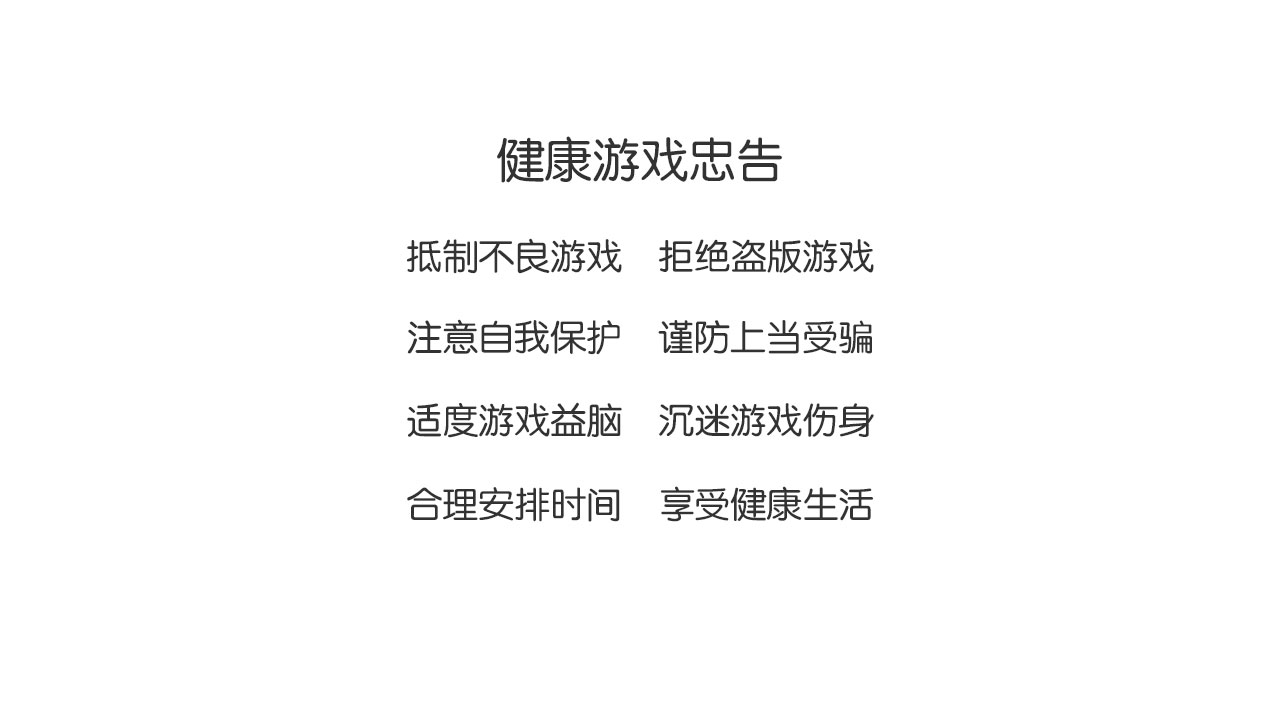 健康游戏忠告
抵制不良游戏　拒绝盗版游戏
注意自我保护　谨防上当受骗
适度游戏益脑　沉迷游戏伤身
合理安排时间　享受健康生活